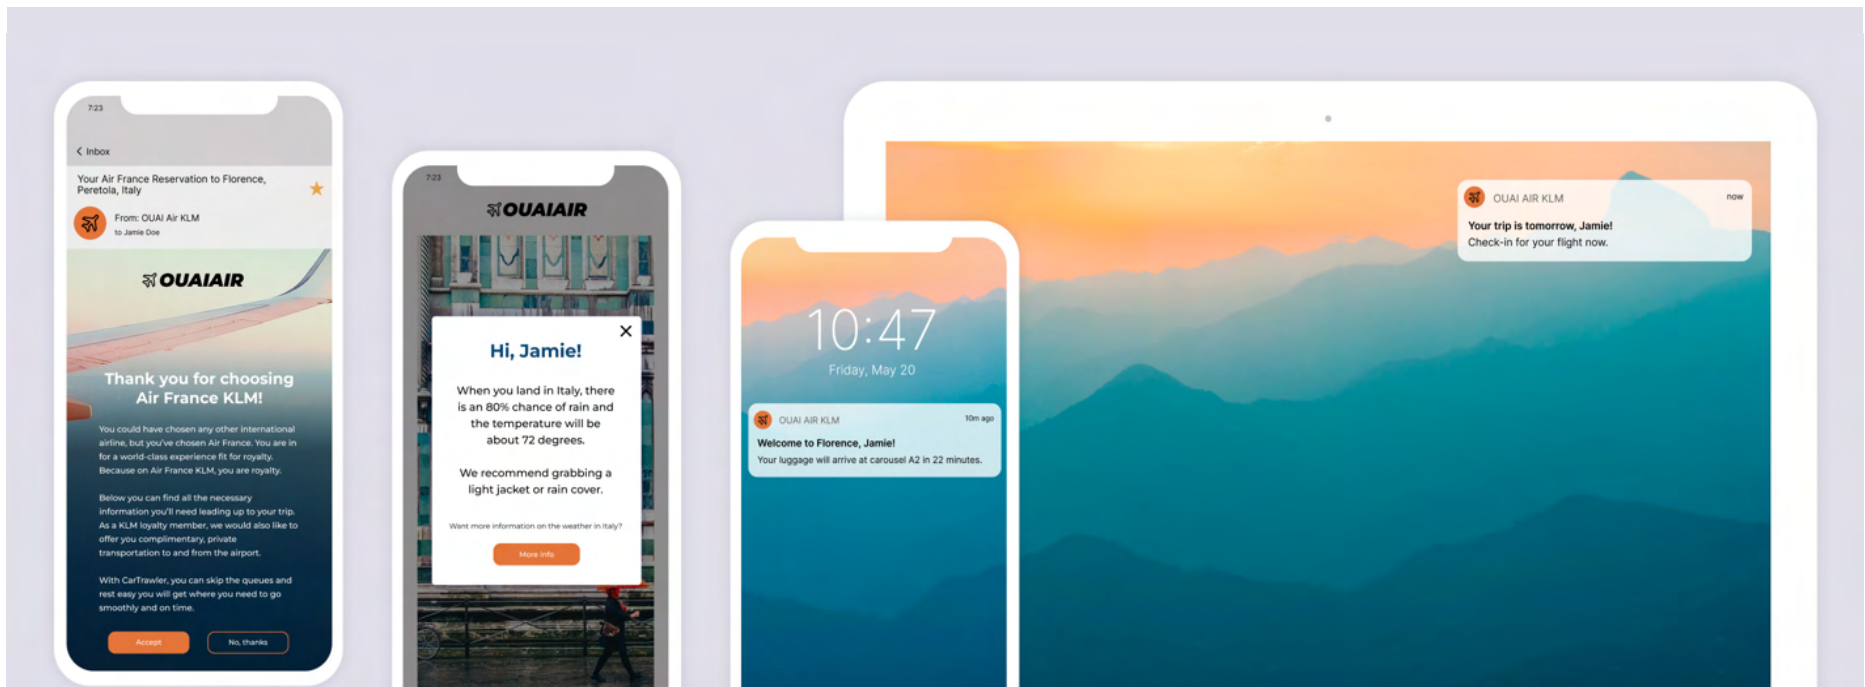 7:23
Inbox
Your Air France Reservation to Florence,
Peretola, Italy
From: OUAI Air KLM
to Jamie Doe
OUAIAIR
Thank you for choosing
Air France KLM!
You could have chosen any other international
airline, but you've chosen Air France. You are in
for a world-class experience fit for royalty.
Because on Air France KLM, you are royalty.
Below you can find all the necessary
information you'll need leading up to your trip.
As a KLM loyalty member, we would also like to
offer you complimentary, private
transportation to and from the airport.
With CarTrawler, you can skip the queues and
rest easy you will get where you need to go
smoothly and on time.
Accept
No, thanks
7:23
OUAIAIR
Hi, Jamie!
When you land in Italy, there
is an 80% chance of rain and
the temperature will be
about 72 degrees.
We recommend grabbing a
light jacket or rain cover.
Want more information on the weather in Italy?
More info
10:47
Friday, May 20
OUAI AIR KLM
10m ago
Welcome to Florence, Jamie!
Your luggage will arrive at carousel A2 in 22 minutes.
OUAI AIR KLM
now
Your trip is tomorrow, Jamie!
Check-in for your flight now.